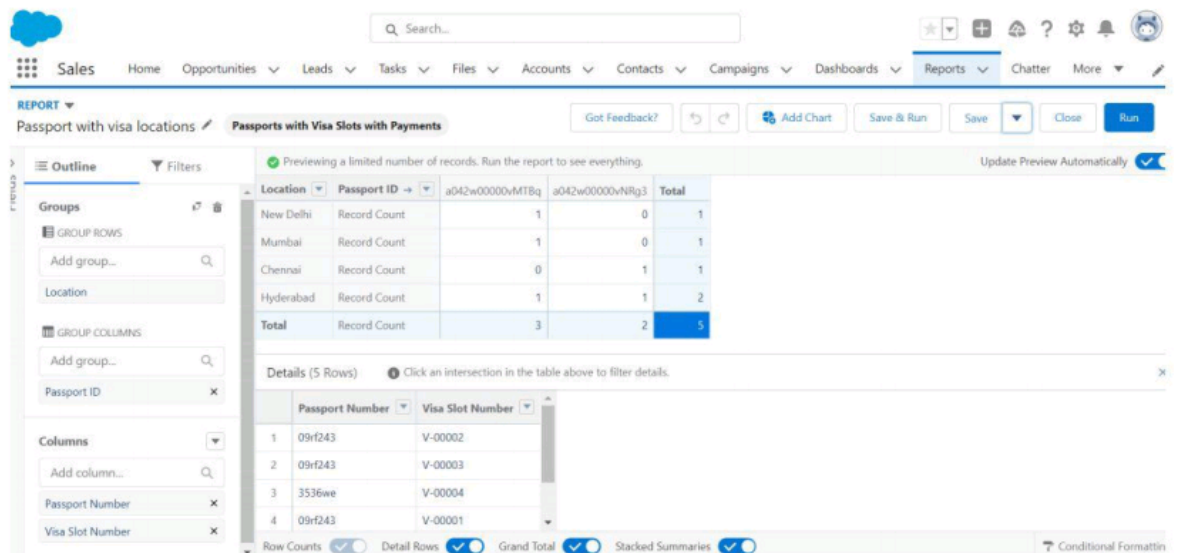 Search...
Sales Home Opportunities Leads Tasks Files Accounts Contacts Campaigns Dashboards Reports Chatter More
REPORT
Passport with visa locations Passports with Visa Slots with Payments Got Feedback? Add Chart Save & Run Save Close Run
Fields
Outline Filters
Previewing a limited number of records. Run the report to see everything. Update Preview Automatically
Groups
GROUP ROWS
Add group...
Location
GROUP COLUMNS
Add group...
Passport ID
Columns
Add column...
Passport Number
Visa Slot Number
Location Passport ID → a042w00000vMTBq a042w00000vNRg3 Total
New Delhi Record Count 1 0 1
Mumbai Record Count 1 0 1
Chennai Record Count 0 1 1
Hyderabad Record Count 1 1 2
Total Record Count 3 2 5
Details (5 Rows) Click an intersection in the table above to filter details.
Passport Number Visa Slot Number
1 09rf243 V-00002
2 09rf243 V-00003
3 3536we V-00004
4 09rf243 V-00001
Row Counts Detail Rows Grand Total Stacked Summaries Conditional Formattin